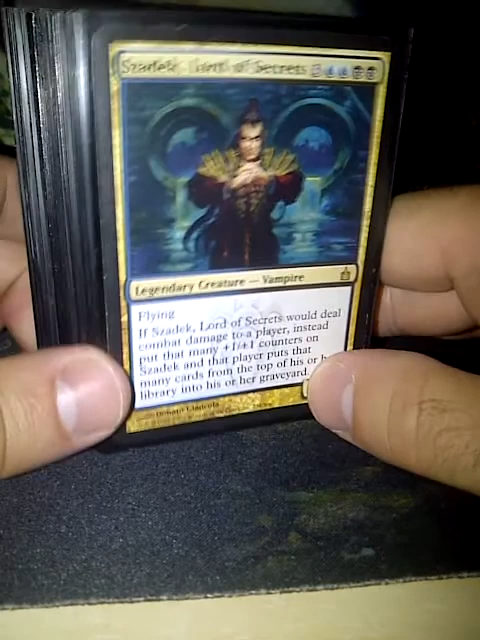 Szadek, Lord of Secrets
Legendary Creature — Vampire
Flying
If Szadek, Lord of Secrets would deal
combat damage to a player, instead
put that many +1/+1 counters on
Szadek and that player puts that
many cards from the top of his or h
library into his or her graveyard.
Donato Giancola